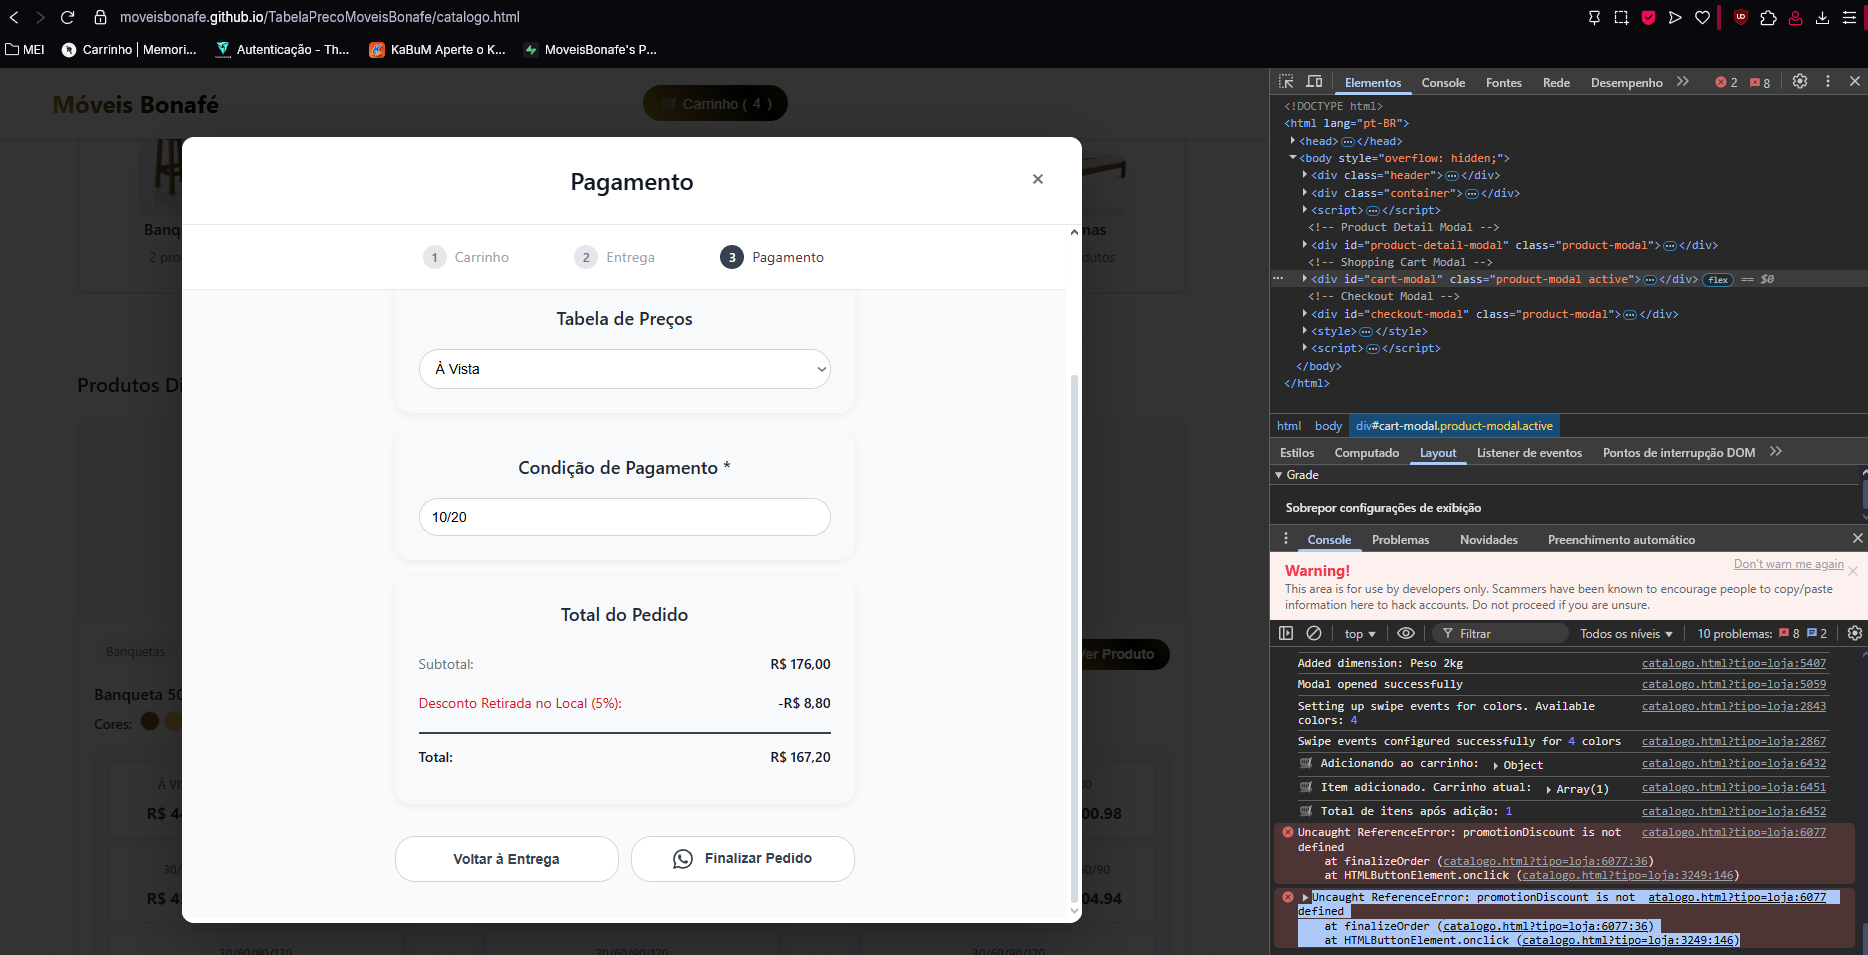 moveisbonafe.github.io/TabelaPrecoMoveisBonafe/catalogo.html
MEI
Carrinho | Memori...
Autenticação - Th...
KaBuM Aperte o K...
MoveisBonafe's P...
Móveis Bonafé
Carrinho ( 4 )
Pagamento
×
1 Carrinho
2 Entrega
3 Pagamento
Tabela de Preços
À Vista
Condição de Pagamento *
10/20
Total do Pedido
Subtotal: R$ 176,00
Desconto Retirada no Local (5%): -R$ 8,80
Total: R$ 167,20
Voltar à Entrega
Finalizar Pedido
Banq
2 pro
mas
dutos
Produtos Di
Banquetas
er Produto
Banqueta 50
Cores:
À VIS
R$ 4
00.98
30/
R$ 4
60/90
04.94
30/60/90/120
30/60/90/120
30/60/90/120
Elementos
Console
Fontes
Rede
Desempenho
2
8
<!DOCTYPE html>
<html lang="pt-BR">
<head>…</head>
<body style="overflow: hidden;">
<div class="header">…</div>
<div class="container">…</div>
<script>…</script>
<!-- Product Detail Modal -->
<div id="product-detail-modal" class="product-modal">…</div>
<!-- Shopping Cart Modal -->
<div id="cart-modal" class="product-modal active">…</div> flex == $0
<!-- Checkout Modal -->
<div id="checkout-modal" class="product-modal">…</div>
<style>…</style>
<script>…</script>
</body>
</html>
html body div#cart-modal.product-modal.active
Estilos
Computado
Layout
Listener de eventos
Pontos de interrupção DOM
Grade
Sobrepor configurações de exibição
Console
Problemas
Novidades
Preenchimento automático
Don't warn me again
Warning!
This area is for use by developers only. Scammers have been known to encourage people to copy/paste
information here to hack accounts. Do not proceed if you are unsure.
top
Filtrar
Todos os níveis
10 problemas: 8 2
Added dimension: Peso 2kg catalogo.html?tipo=loja:5407
Modal opened successfully catalogo.html?tipo=loja:5059
Setting up swipe events for colors. Available catalogo.html?tipo=loja:2843
colors: 4
Swipe events configured successfully for 4 colors catalogo.html?tipo=loja:2867
Adicionando ao carrinho: Object catalogo.html?tipo=loja:6432
Item adicionado. Carrinho atual: Array(1) catalogo.html?tipo=loja:6451
Total de itens após adição: 1 catalogo.html?tipo=loja:6452
Uncaught ReferenceError: promotionDiscount is not catalogo.html?tipo=loja:6077
defined
at finalizeOrder (catalogo.html?tipo=loja:6077:36)
at HTMLButtonElement.onclick (catalogo.html?tipo=loja:3249:146)
Uncaught ReferenceError: promotionDiscount is not atalogo.html?tipo=loja:6077
defined
at finalizeOrder (catalogo.html?tipo=loja:6077:36)
at HTMLButtonElement.onclick (catalogo.html?tipo=loja:3249:146)